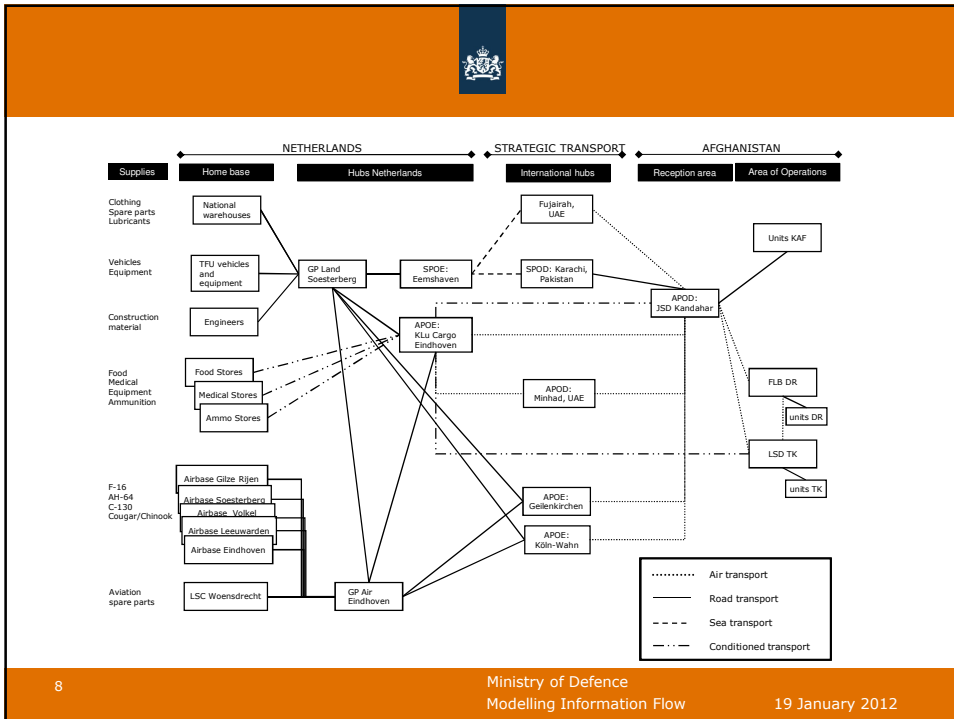 NETHERLANDS
STRATEGIC TRANSPORT
AFGHANISTAN
Supplies
Home base
Hubs Netherlands
International hubs
Reception area
Area of Operations
Clothing
Spare parts
Lubricants
National
warehouses
Fujairah,
UAE
Units KAF
Vehicles
Equipment
TFU vehicles
and
equipment
GP Land
Soesterberg
SPOE:
Eemshaven
SPOD: Karachi,
Pakistan
APOD:
JSD Kandahar
Construction
material
Engineers
APOE:
KLu Cargo
Eindhoven
Food
Medical
Equipment
Ammunition
Food Stores
Medical Stores
Ammo Stores
APOD:
Minhad, UAE
FLB DR
units DR
LSD TK
units TK
F-16
AH-64
C-130
Cougar/Chinook
Airbase Gilze Rijen
Airbase Soesterberg
Airbase Volkel
Airbase Leeuwarden
Airbase Eindhoven
APOE:
Geilenkirchen
APOE:
Köln-Wahn
Aviation
spare parts
LSC Woensdrecht
GP Air
Eindhoven
Air transport
Road transport
Sea transport
Conditioned transport
8
Ministry of Defence
Modelling Information Flow
19 January 2012